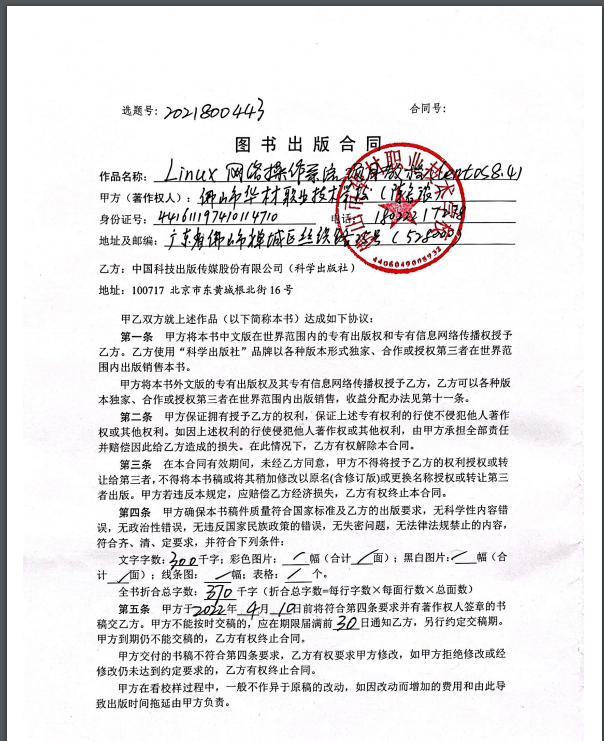 选题号：2021800443 合同号：
图书出版合同
作品名称：Linux 网络操作系统项目教程(CentOS8.4)
甲方（著作权人）：佛山市华材职业技术学校
身份证号：441611197410114710 电话：
地址及邮编：广东省佛山市禅城区丝绸路 号
乙方：中国科技出版传媒股份有限公司（科学出版社）
地址：100717 北京市东黄城根北街 16 号
甲乙双方就上述作品（以下简称本书）达成如下协议：
第一条 甲方将本书中文版在世界范围内的专有出版权和专有信息网络传播权授予
乙方。乙方使用“科学出版社”品牌以各种版本形式独家、合作或授权第三者在世界范
围内出版销售本书。
甲方将本书外文版的专有出版权及其专有信息网络传播权授予乙方，乙方可以各种版
本独家、合作或授权第三者在世界范围内出版销售，收益分配办法见第十一条。
第二条 甲方保证拥有授予乙方的权利，保证上述专有权利的行使不侵犯他人著作
权或其他权利。如因上述权利的行使侵犯他人著作权或其他权利，由甲方承担全部责任
并赔偿因此给乙方造成的损失。在此情况下，乙方有权解除本合同。
第三条 在本合同有效期间，未经乙方同意，甲方不得将授予乙方的权利授权或转
让给第三者，不得将本书稿或将其稍加修改以原名(含修订版)或更换名称授权或转让第三
者出版。甲方若违反本规定，应赔偿乙方经济损失，乙方有权终止本合同。
第四条 甲方确保本书稿件质量符合国家标准及乙方的出版要求，无科学性内容错
误，无政治性错误，无违反国家民族政策的错误，无失密问题，无法律法规禁止的内容，
符合齐、清、定要求，并符合下列条件：
文字字数：300千字；彩色图片：/幅（合计/面）；黑白图片：/幅（合
计/面）；线条图：/幅；表格：/个。
全书折合总字数：370千字（折合总字数=每行字数×每面行数×总面数）
第五条 甲方于2022年4月10日前将符合第四条要求并有著作权人签章的书
稿交乙方。甲方不能按时交稿的，应在期限届满前30日通知乙方，另行约定交稿期。
甲方到期仍不能交稿的，乙方有权终止合同。
甲方交付的书稿不符合第四条要求，乙方有权要求甲方修改，如甲方拒绝修改或经
修改仍未达到约定要求的，乙方有权终止合同。
甲方在看校样过程中，一般不作异于原稿的改动，如因改动而增加的费用和由此导
致出版时间拖延由甲方负责。